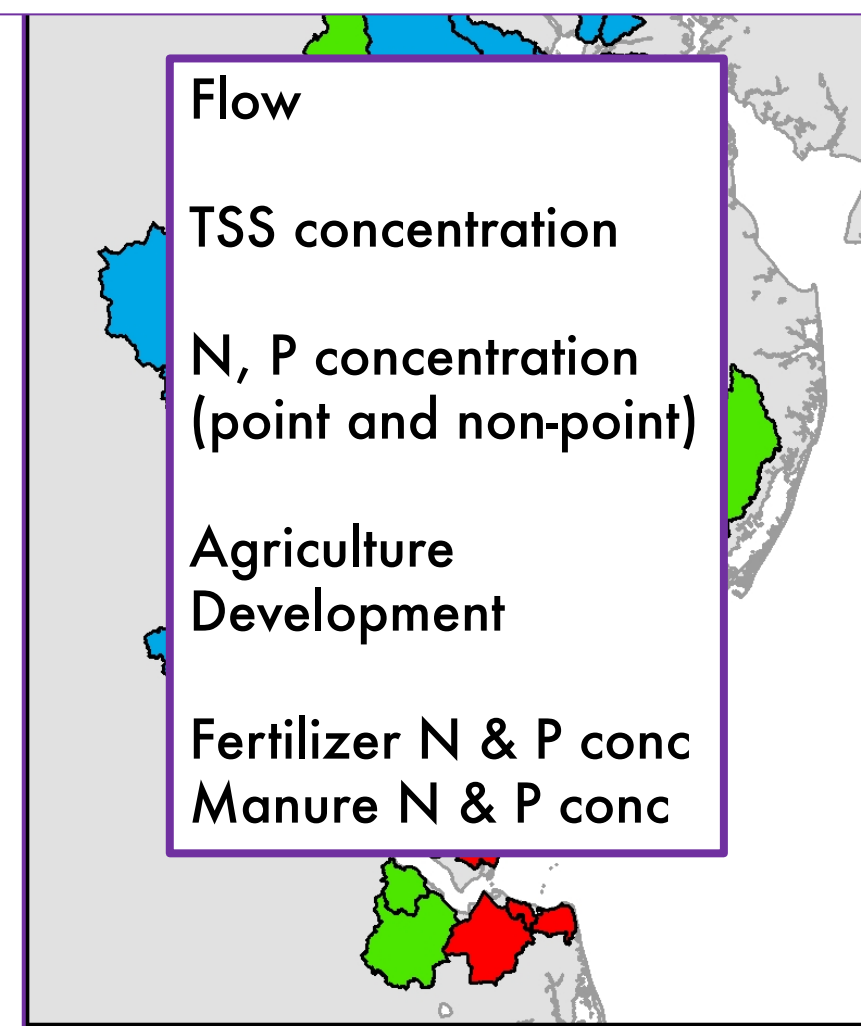 Flow
TSS concentration
N, P concentration
(point and non-point)
Agriculture
Development
Fertilizer N & P conc
Manure N & P conc